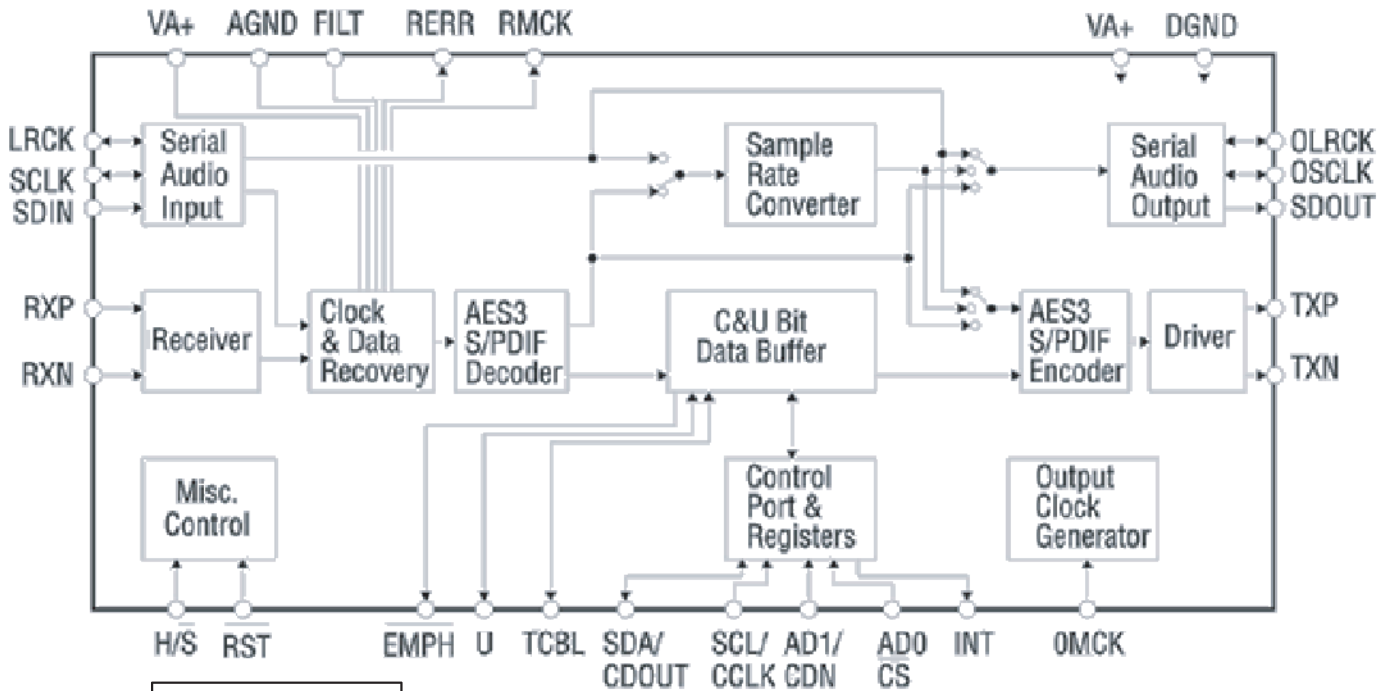 VA+ AGND FILT RERR RMCK VA+ DGND
LRCK
SCLK
SDIN
Serial
Audio
Input
Sample
Rate
Converter
Serial
Audio
Output
OLRCK
OSCLK
SDOUT
RXP
RXN
Receiver
Clock
& Data
Recovery
AES3
S/PDIF
Decoder
C&U Bit
Data Buffer
AES3
S/PDIF
Encoder
Driver
TXP
TXN
Misc.
Control
Control
Port &
Registers
Output
Clock
Generator
H/S RST EMPH U TCBL SDA/ SCL/ AD1/ AD0 INT OMCK
CDOUT CCLK CDN CS